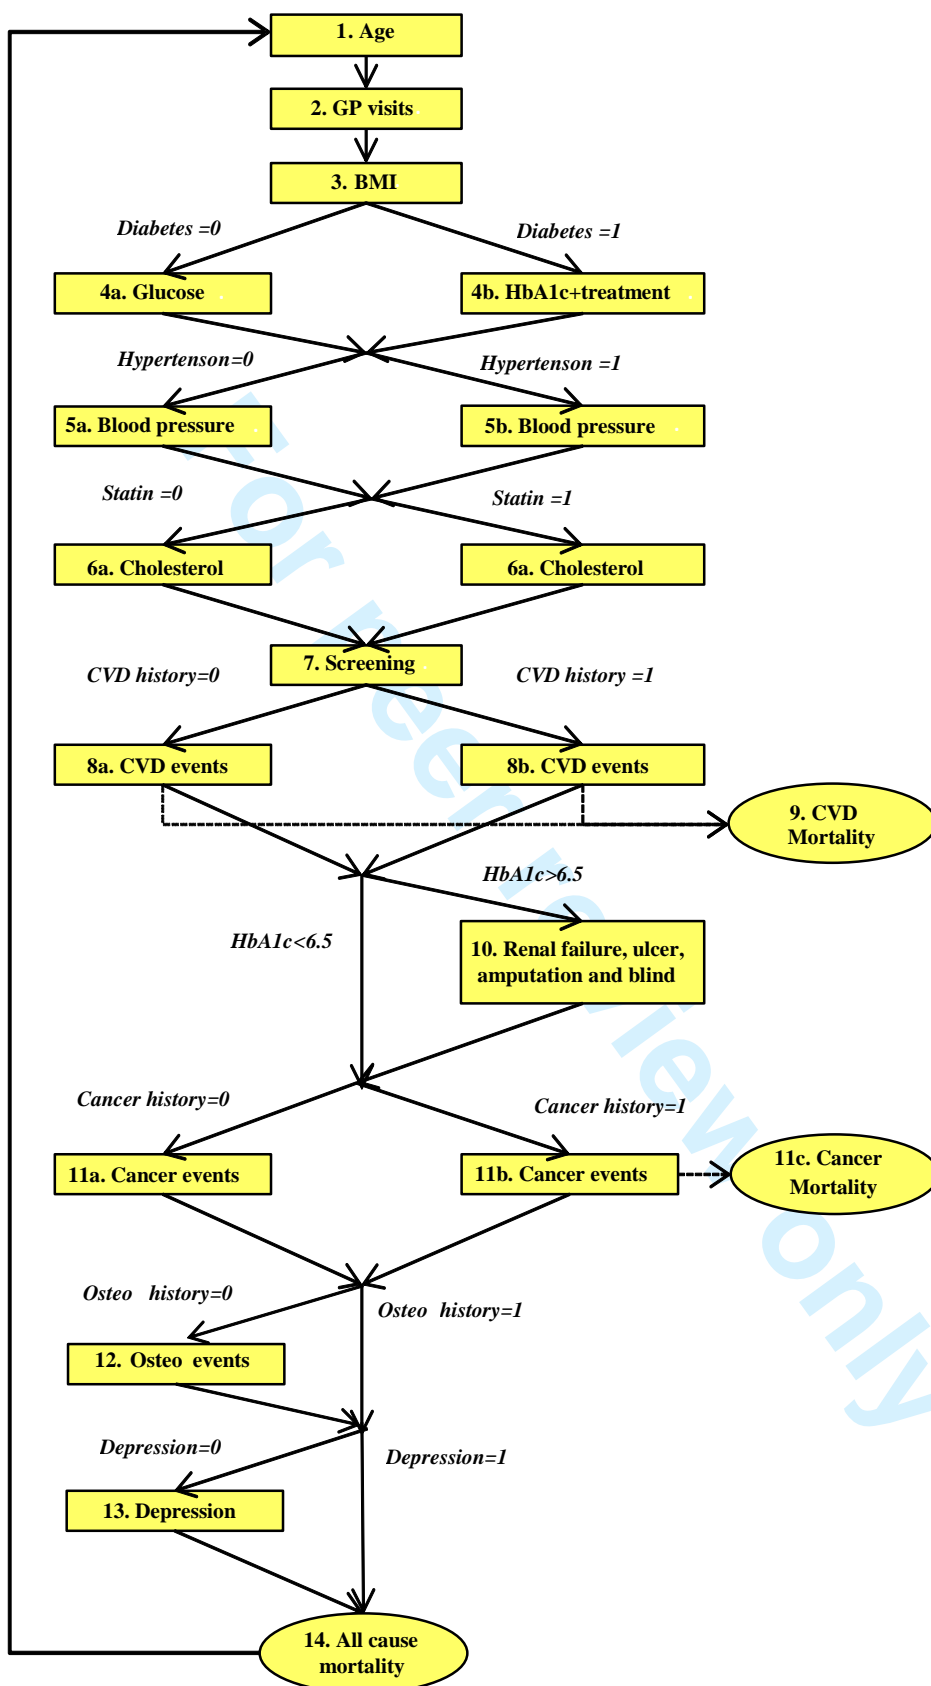 1. Age
2. GP visits
3. BMI
Diabetes =0
Diabetes =1
4a. Glucose
4b. HbA1c+treatment
Hypertenson=0
Hypertenson =1
5a. Blood pressure
5b. Blood pressure
Statin =0
Statin =1
6a. Cholesterol
6a. Cholesterol
7. Screening
CVD history=0
CVD history =1
8a. CVD events
8b. CVD events
9. CVD
Mortality
HbA1c>6.5
HbA1c<6.5
10. Renal failure, ulcer,
amputation and blind
Cancer history=0
Cancer history=1
11a. Cancer events
11b. Cancer events
11c. Cancer
Mortality
Osteo history=0
Osteo history=1
12. Osteo events
Depression=0
Depression=1
13. Depression
14. All cause
mortality
For peer review only